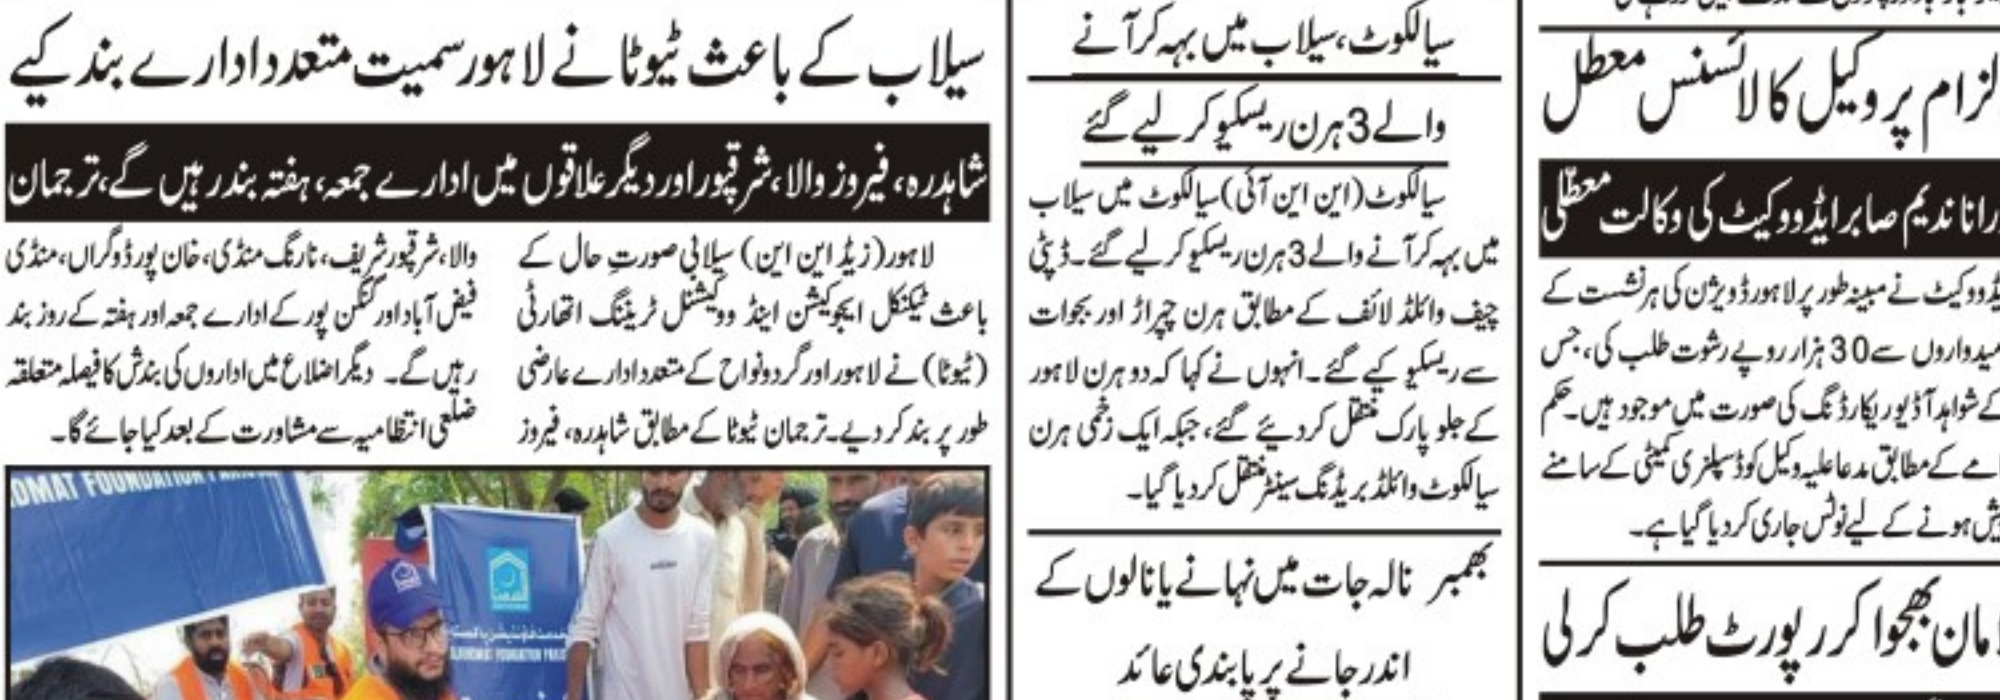 سیلاب کے باعث ٹیوٹا نے لاہور سمیت متعدد ادارے بند کیے
شاہدرہ، فیروز والا، شرقپور اور دیگر علاقوں میں ادارے جمعہ، ہفتہ بند رہیں گے، ترجمان
لاہور (زیڈ این این) سیلابی صورتِ حال کے
باعث ٹیکنکل ایجوکیشن اینڈ ووکیشنل ٹریننگ اتھارٹی
(ٹیوٹا) نے لاہور اور گردونواح کے متعدد ادارے عارضی
طور پر بند کر دیے۔ ترجمان ٹیوٹا کے مطابق شاہدرہ، فیروز
والا، شرقپور شریف، نارنگ منڈی، خان پور ڈوگراں، منڈی
فیض آباد اور کنگن پور کے ادارے جمعہ اور ہفتہ کے روز بند
رہیں گے۔ دیگر اضلاع میں اداروں کی بندش کا فیصلہ متعلقہ
ضلعی انتظامیہ سے مشاورت کے بعد کیا جائے گا۔
FOUNDATION
ALKHIDMAT FOUNDATION PAKIS
سیالکوٹ، سیلاب میں بہہ کر آنے
والے 3 ہرن ریسکیو کر لیے گئے
سیالکوٹ (این این آئی) سیالکوٹ میں سیلاب
میں بہہ کر آنے والے 3 ہرن ریسکیو کر لیے گئے۔ ڈپٹی
چیف وائلڈ لائف کے مطابق ہرن چپراڑ اور بجوات
سے ریسکیو کیے گئے۔ انہوں نے کہا کہ دو ہرن لاہور
کے جلو پارک منتقل کر دیئے گئے، جبکہ ایک زخمی ہرن
سیالکوٹ وائلڈ بریڈنگ سینٹر منتقل کر دیا گیا۔
بھمبر نالہ جات میں نہانے یا نالوں کے
اندر جانے پر پابندی عائد
لزام پر وکیل کا لائسنس معطل
رانا ندیم صابر ایڈووکیٹ کی وکالت معطلی
یڈووکیٹ نے مبینہ طور پر لاہور ڈویژن کی ہر نشست کے
میدواروں سے 30 ہزار روپے رشوت طلب کی، جس
کے شواہد آڈیو ریکارڈنگ کی صورت میں موجود ہیں۔ حکم
امے کے مطابق مدعا علیہ وکیل کو ڈسپلنری کمیٹی کے سامنے
یش ہونے کے لیے نوٹس جاری کر دیا گیا ہے۔
امان بھجوا کر رپورٹ طلب کر لی